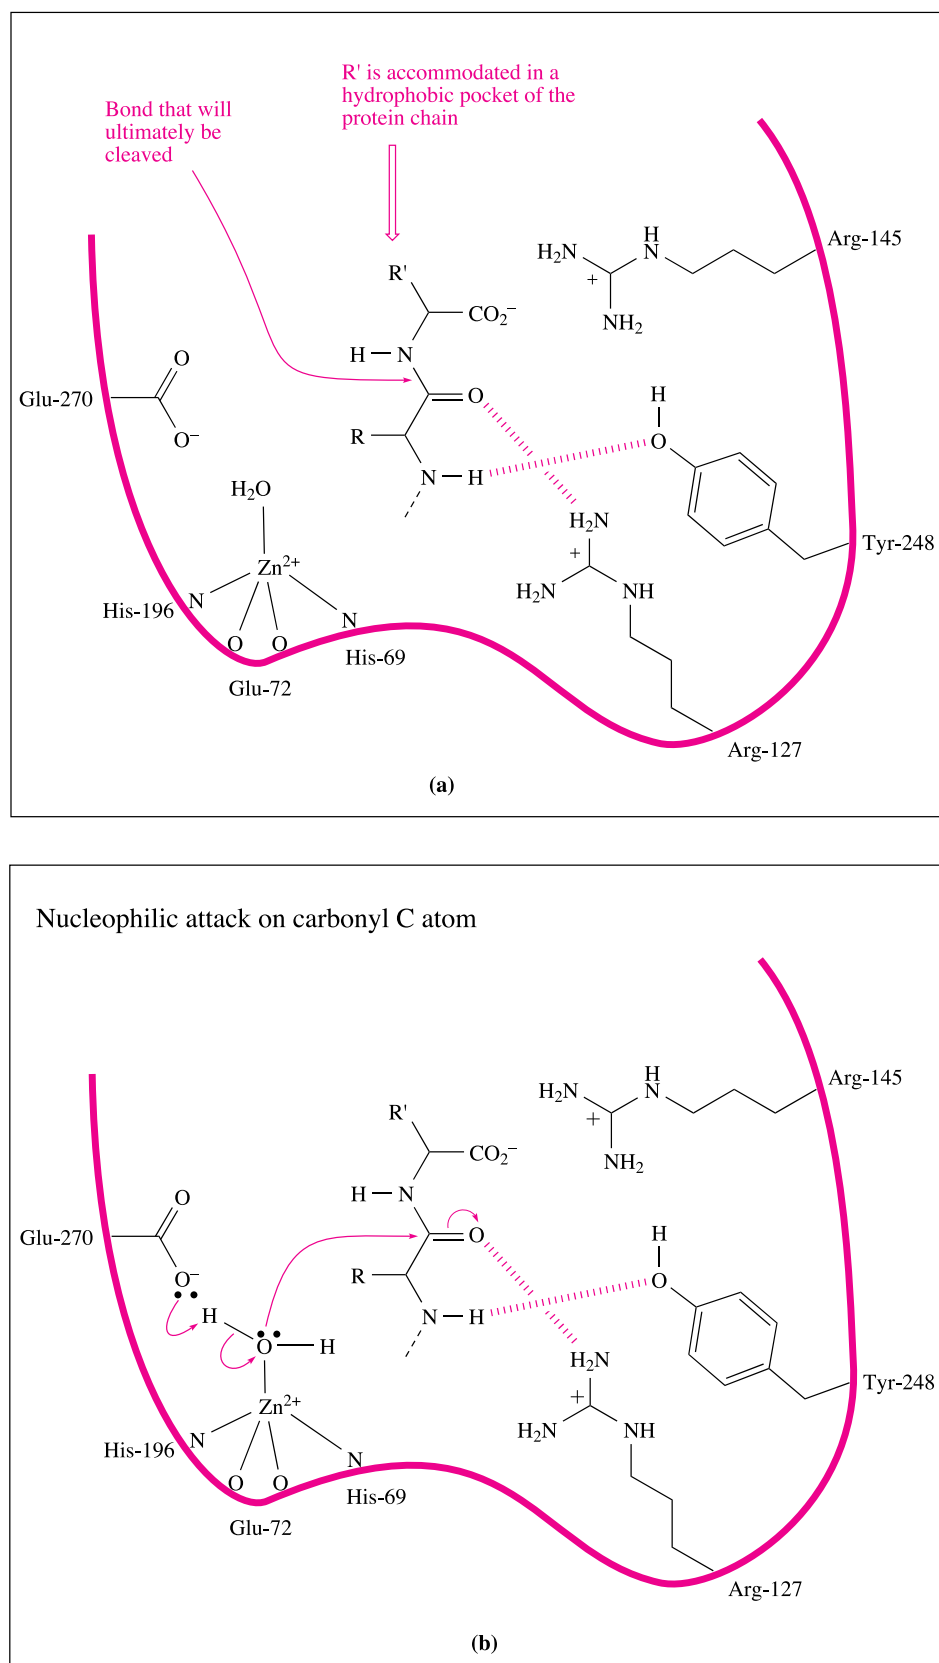 R' is accommodated in a
hydrophobic pocket of the
protein chain
Bond that will
ultimately be
cleaved
Arg-145
H
H₂N
N
+
NH₂
R'
CO₂⁻
H
N
O
O
Glu-270
O⁻
R
H
O
N
H
H₂O
H₂N
Tyr-248
Zn²⁺
+
H₂N
NH
His-196
N
N
O
O
His-69
Glu-72
Arg-127
(a)
Nucleophilic attack on carbonyl C atom
Arg-145
H
H₂N
N
+
NH₂
R'
CO₂⁻
H
N
O
O
Glu-270
H
O⁻
R
O
H
N
H
O
H
H₂N
Tyr-248
Zn²⁺
+
H₂N
NH
His-196
N
N
O
O
His-69
Glu-72
Arg-127
(b)